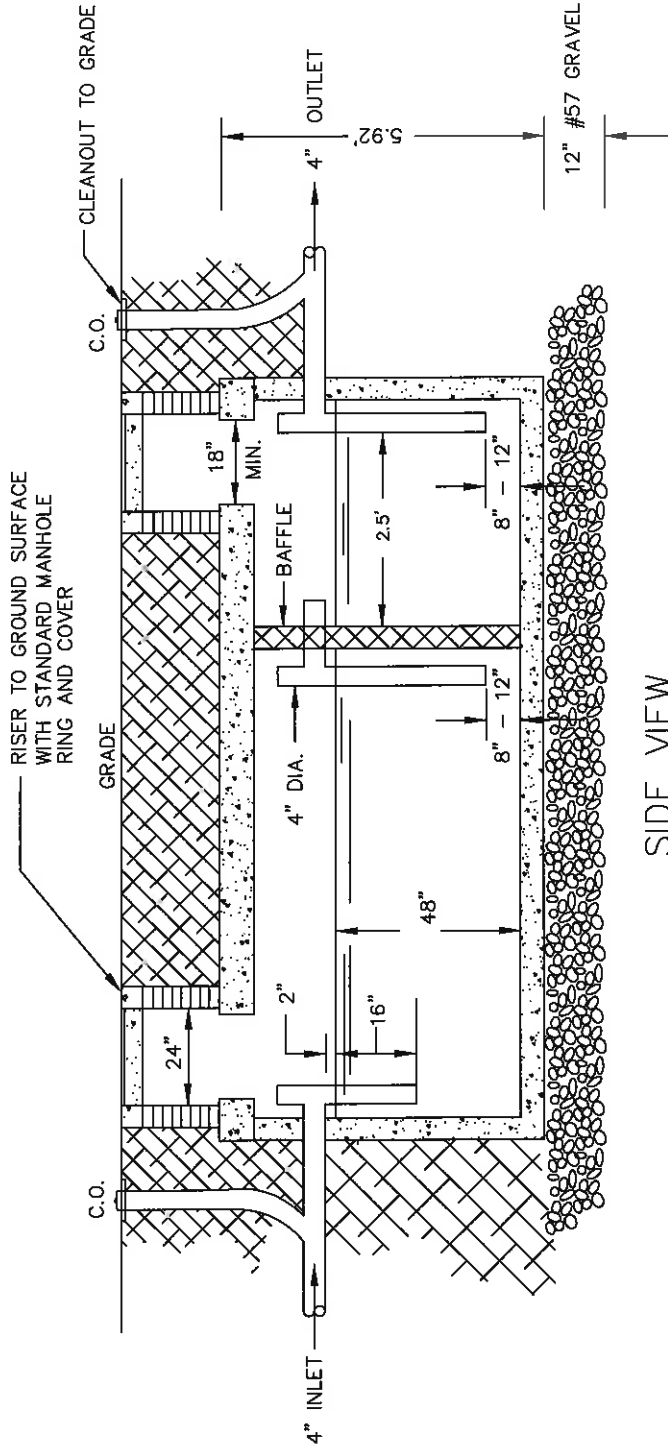 RISER TO GROUND SURFACE
WITH STANDARD MANHOLE
RING AND COVER
CLEANOUT TO GRADE
C.O.
GRADE
C.O.
24"
18"
MIN.
BAFFLE
4" INLET
2"
16"
48"
4" DIA.
2.5'
8" - 12"
8" - 12"
4"
OUTLET
5.92'
12" #57 GRAVEL
SIDE VIEW